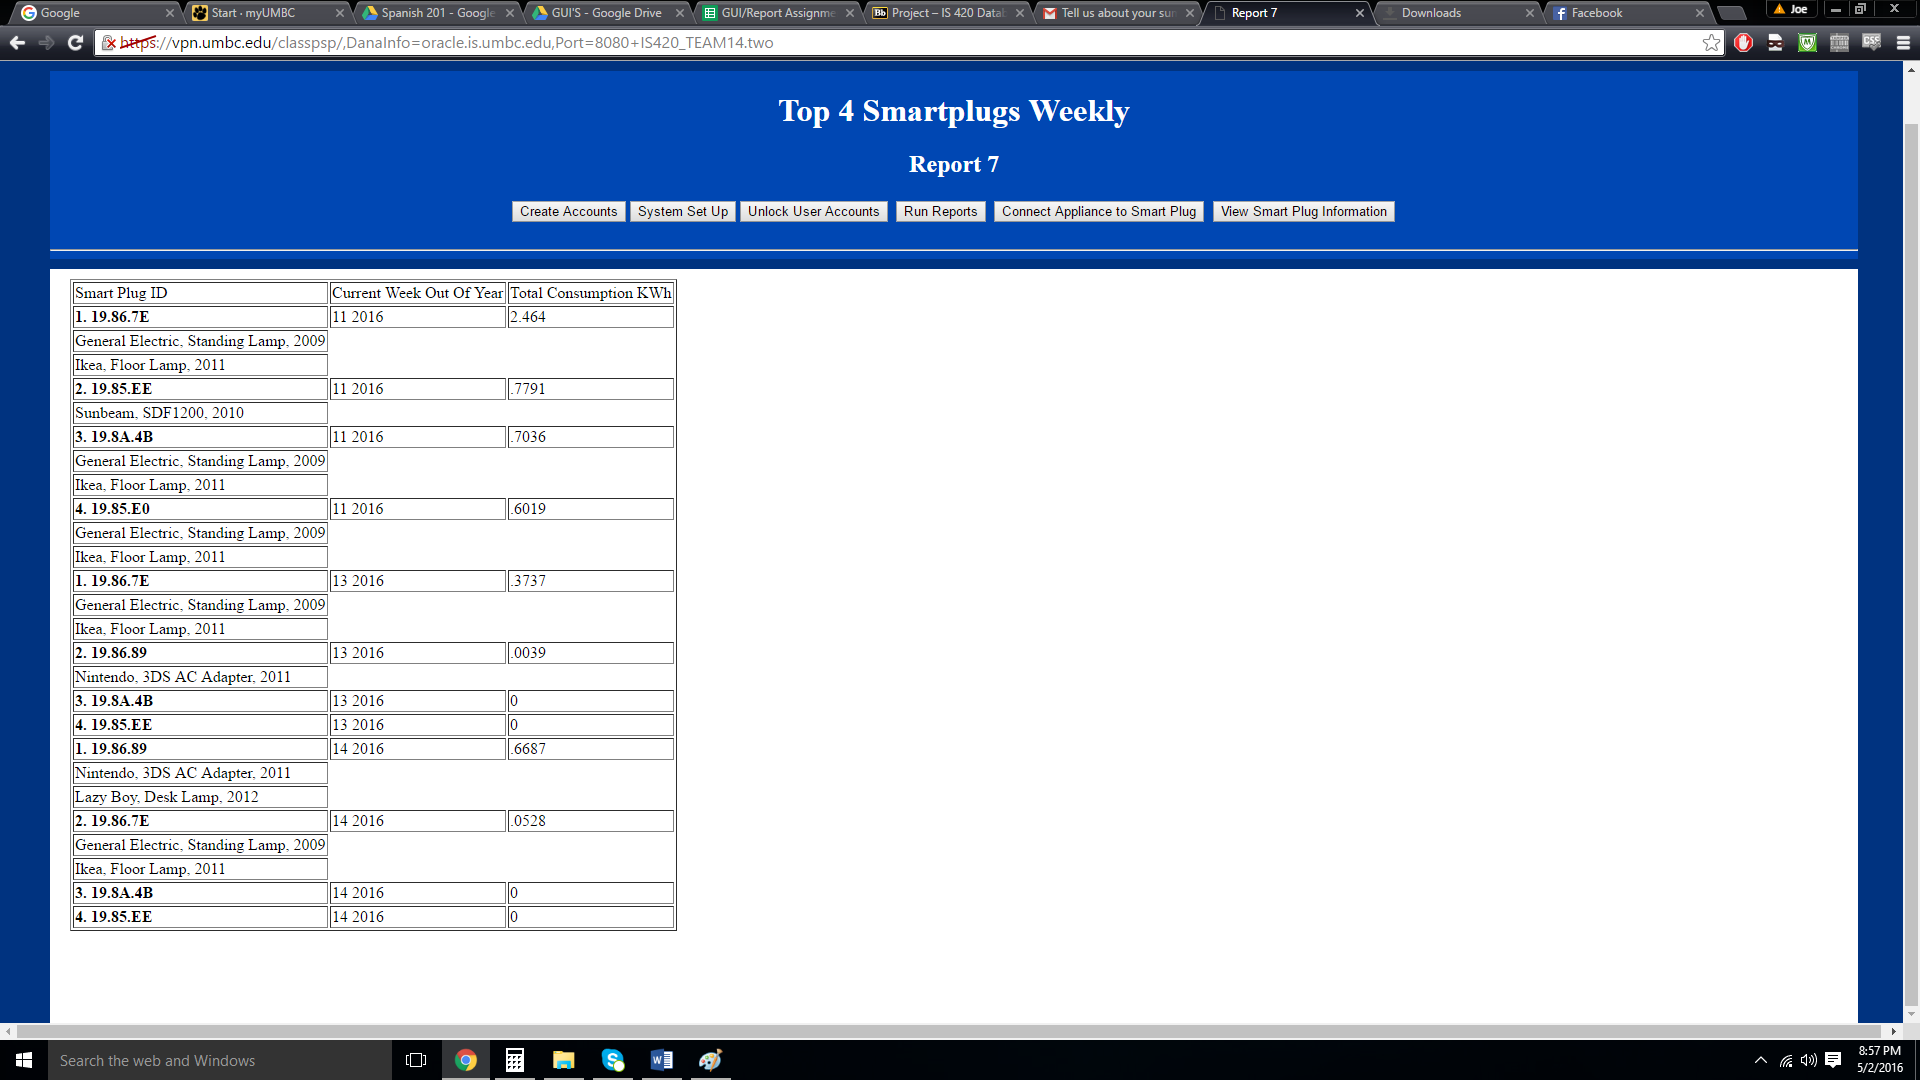 Google
Start · myUMBC
Spanish 201 - Google
GUI'S - Google Drive
GUI/Report Assignme
Bb Project – IS 420 Datab
Tell us about your sur
Report 7
Downloads
Facebook
Joe
https://vpn.umbc.edu/classpsp/,DanaInfo=oracle.is.umbc.edu,Port=8080+IS420_TEAM14.two
CSS
Top 4 Smartplugs Weekly
Report 7
Create Accounts System Set Up Unlock User Accounts Run Reports Connect Appliance to Smart Plug View Smart Plug Information
Smart Plug ID Current Week Out Of Year Total Consumption KWh
1. 19.86.7E 11 2016 2.464
General Electric, Standing Lamp, 2009
Ikea, Floor Lamp, 2011
2. 19.85.EE 11 2016 .7791
Sunbeam, SDF1200, 2010
3. 19.8A.4B 11 2016 .7036
General Electric, Standing Lamp, 2009
Ikea, Floor Lamp, 2011
4. 19.85.E0 11 2016 .6019
General Electric, Standing Lamp, 2009
Ikea, Floor Lamp, 2011
1. 19.86.7E 13 2016 .3737
General Electric, Standing Lamp, 2009
Ikea, Floor Lamp, 2011
2. 19.86.89 13 2016 .0039
Nintendo, 3DS AC Adapter, 2011
3. 19.8A.4B 13 2016 0
4. 19.85.EE 13 2016 0
1. 19.86.89 14 2016 .6687
Nintendo, 3DS AC Adapter, 2011
Lazy Boy, Desk Lamp, 2012
2. 19.86.7E 14 2016 .0528
General Electric, Standing Lamp, 2009
Ikea, Floor Lamp, 2011
3. 19.8A.4B 14 2016 0
4. 19.85.EE 14 2016 0
Search the web and Windows
8:57 PM
5/2/2016